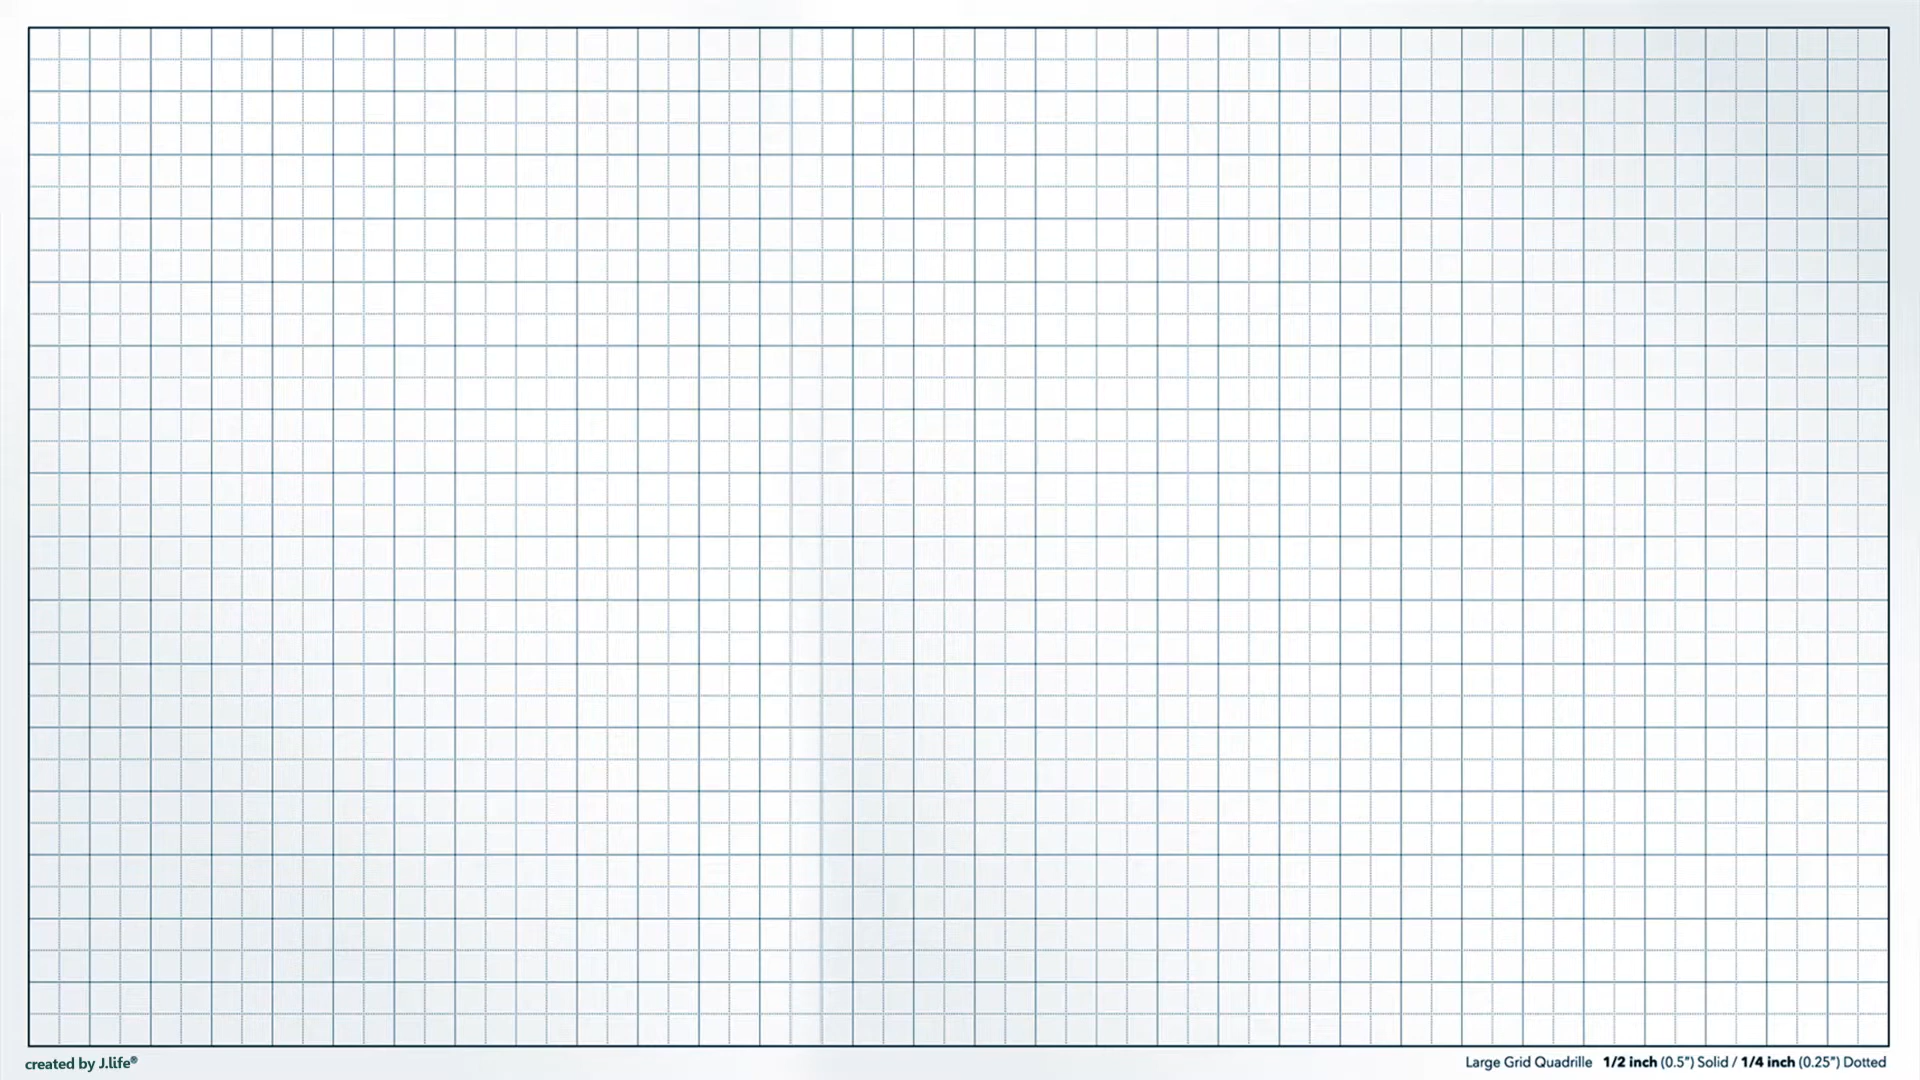 created by J.life®
Large Grid Quadrille 1/2 inch (0.5") Solid / 1/4 inch (0.25") Dotted